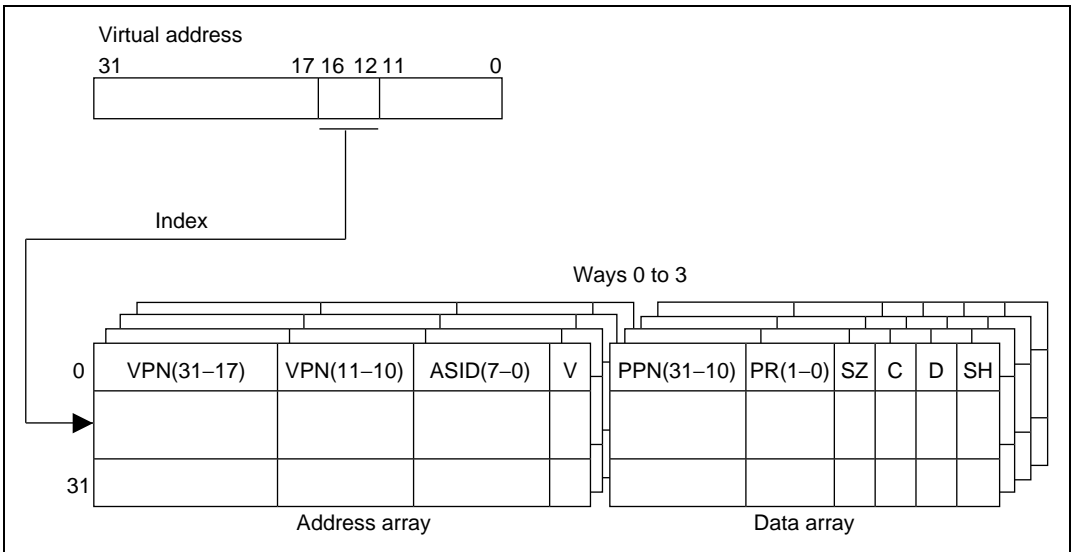 Virtual address
31 17 16 12 11 0
Index
Ways 0 to 3
0 VPN(31−17) VPN(11−10) ASID(7−0) V PPN(31−10) PR(1−0) SZ C D SH
31
Address array Data array